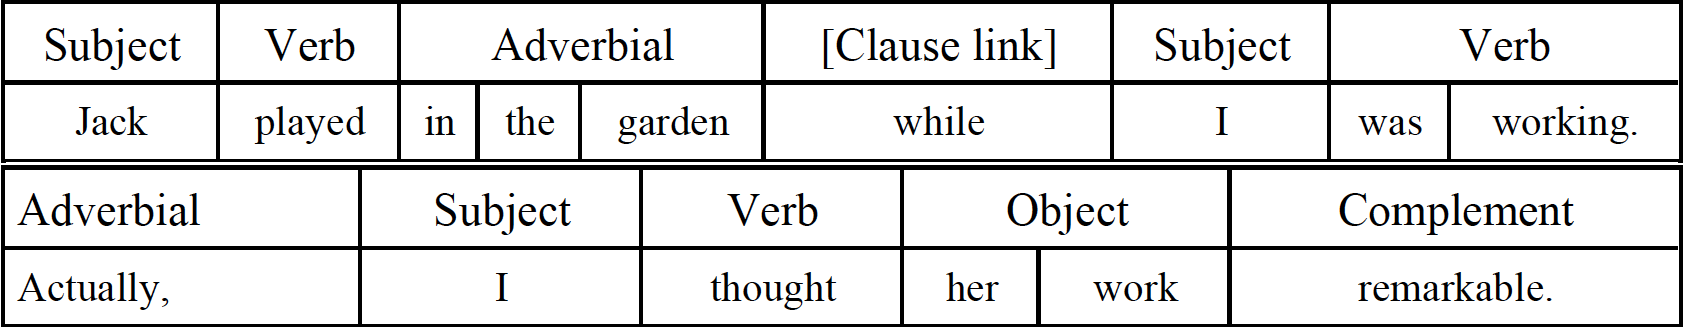 Subject Verb Adverbial [Clause link] Subject Verb
Jack played in the garden while I was working.
Adverbial Subject Verb Object Complement
Actually, I thought her work remarkable.